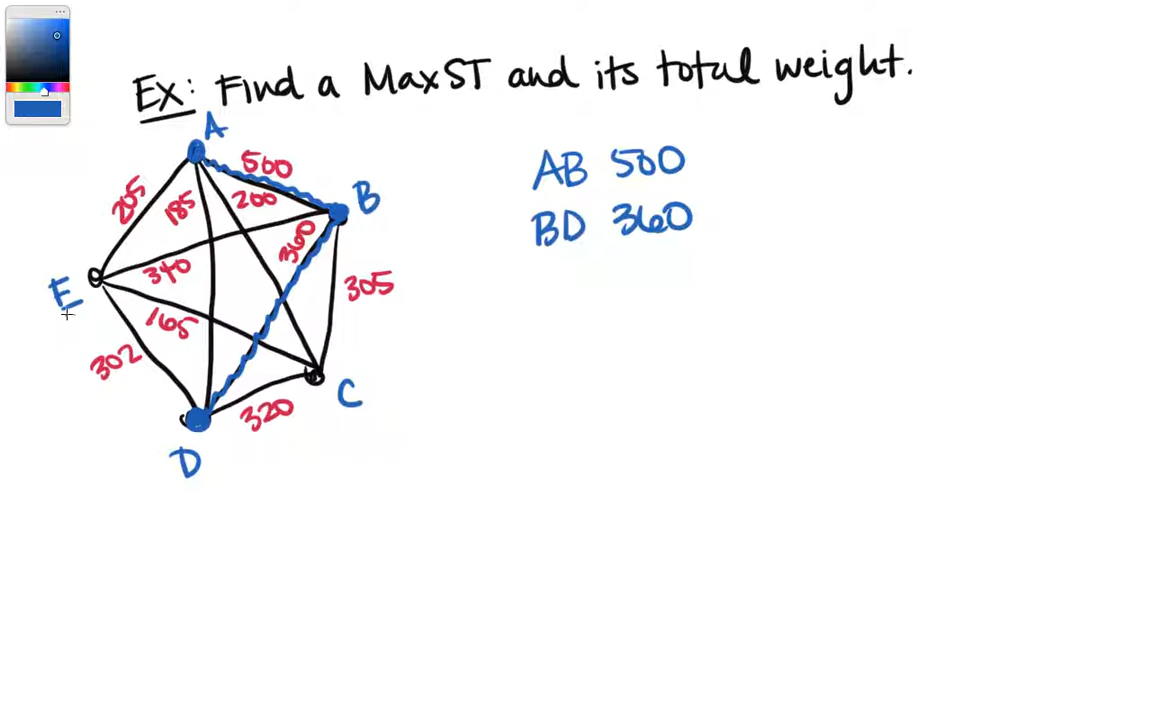 Ex: Find a MaxST and its total weight.
A
500
AB 500
205
185
200
B
BD 360
360
340
305
E
165
302
C
320
D